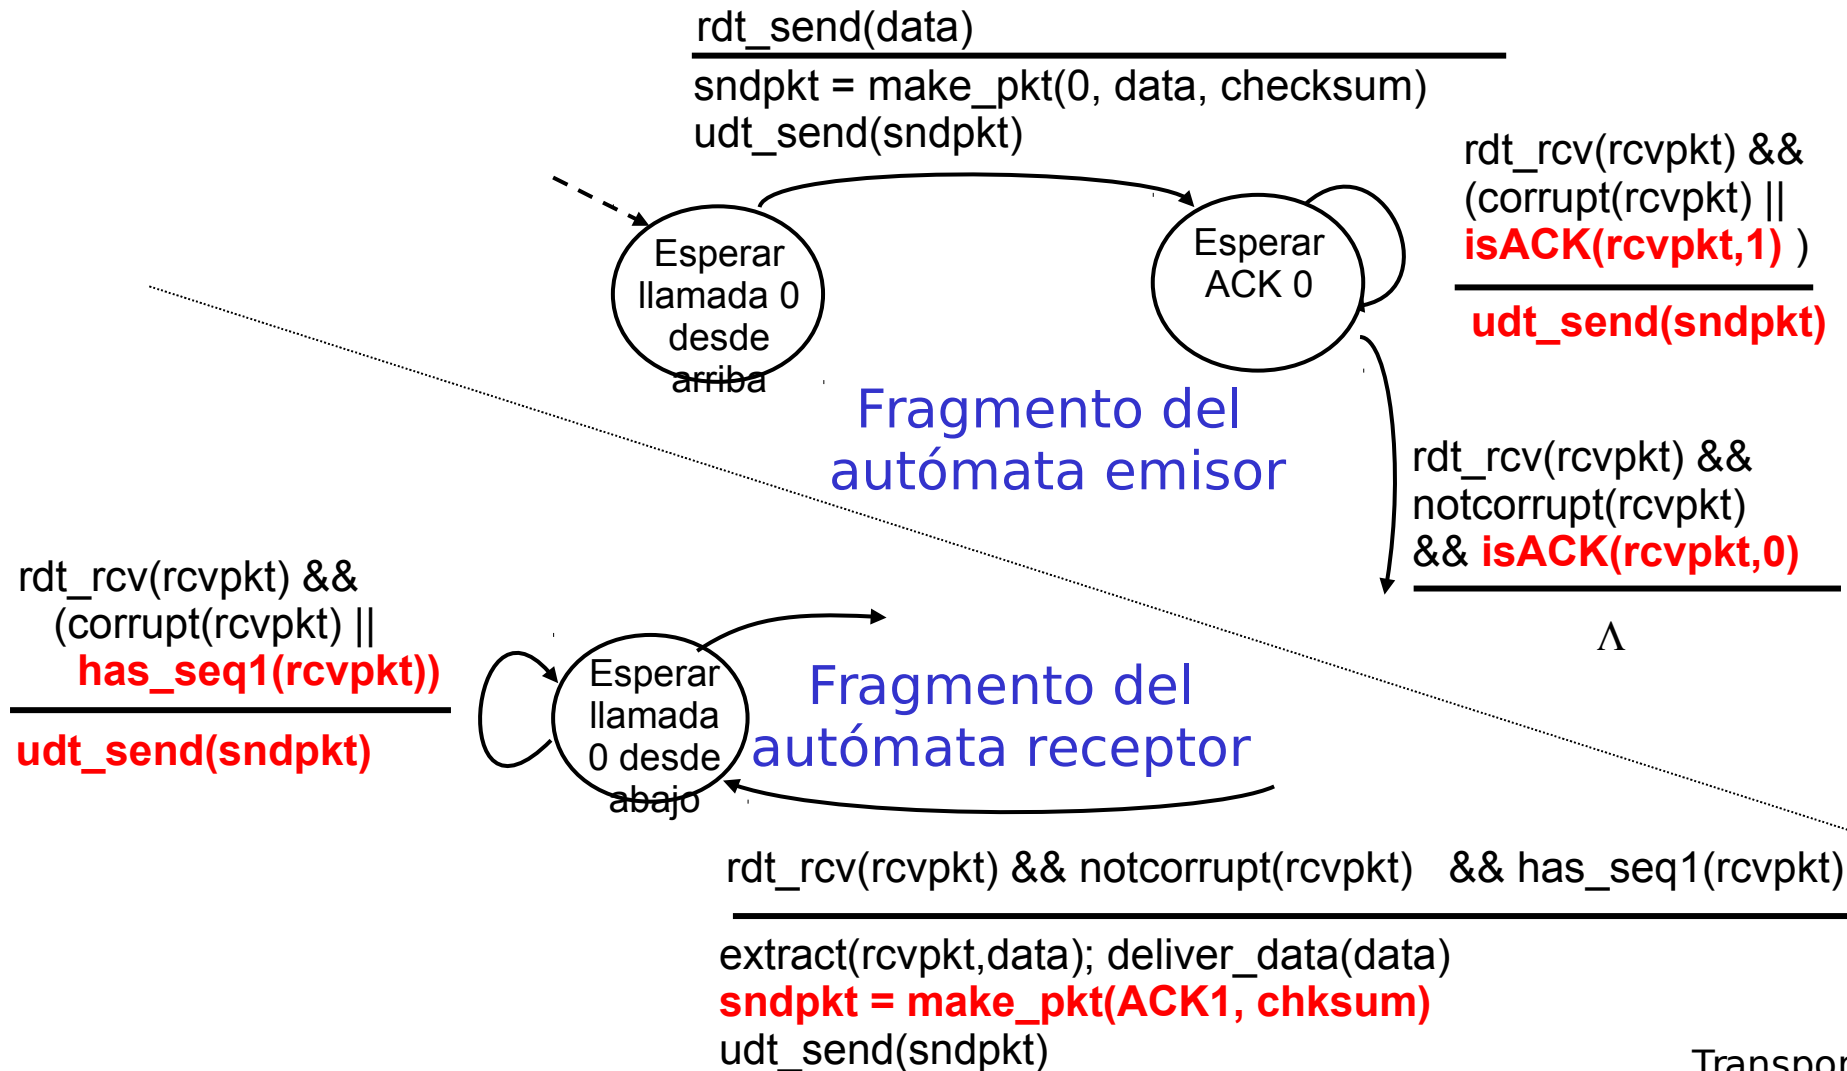 rdt_send(data)
sndpkt = make_pkt(0, data, checksum)
udt_send(sndpkt)
rdt_rcv(rcvpkt) &&
(corrupt(rcvpkt) ||
isACK(rcvpkt,1) )
udt_send(sndpkt)
Esperar
llamada 0
desde
arriba
Esperar
ACK 0
Fragmento del
autómata emisor
rdt_rcv(rcvpkt) &&
notcorrupt(rcvpkt)
&& isACK(rcvpkt,0)
Λ
rdt_rcv(rcvpkt) &&
(corrupt(rcvpkt) ||
has_seq1(rcvpkt))
udt_send(sndpkt)
Esperar
llamada
0 desde
abajo
Fragmento del
autómata receptor
rdt_rcv(rcvpkt) && notcorrupt(rcvpkt) && has_seq1(rcvpkt)
extract(rcvpkt,data); deliver_data(data)
sndpkt = make_pkt(ACK1, chksum)
udt_send(sndpkt)